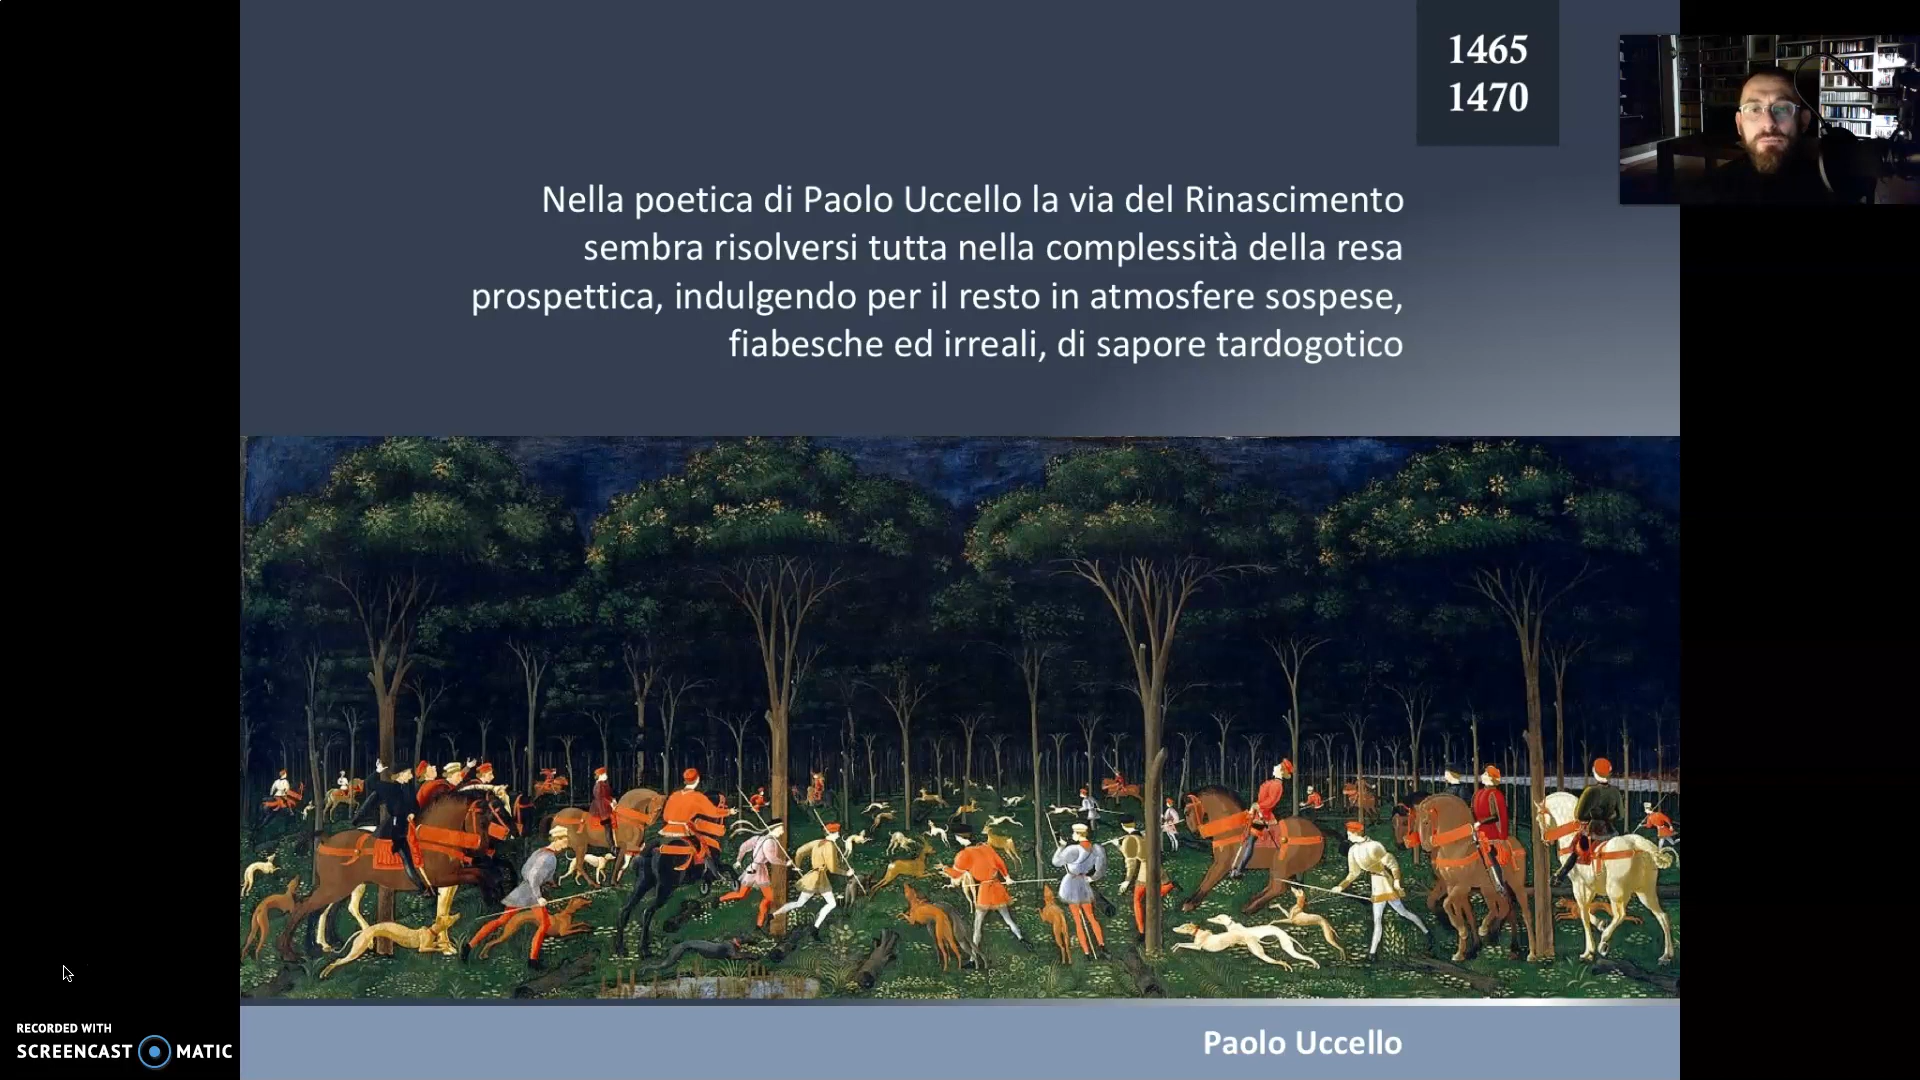 1465
1470
Nella poetica di Paolo Uccello la via del Rinascimento
sembra risolversi tutta nella complessità della resa
prospettica, indulgendo per il resto in atmosfere sospese,
fiabesche ed irreali, di sapore tardogotico
Paolo Uccello
RECORDED WITH
SCREENCAST MATIC